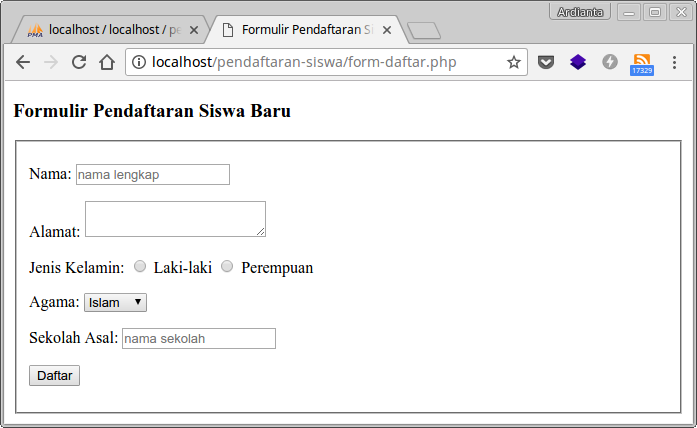 Ardianta
PMA localhost / localhost / pe
Formulir Pendaftaran Si
localhost/pendaftaran-siswa/form-daftar.php
17329
Formulir Pendaftaran Siswa Baru
Nama: nama lengkap
Alamat:
Jenis Kelamin: Laki-laki Perempuan
Agama: Islam
Sekolah Asal: nama sekolah
Daftar